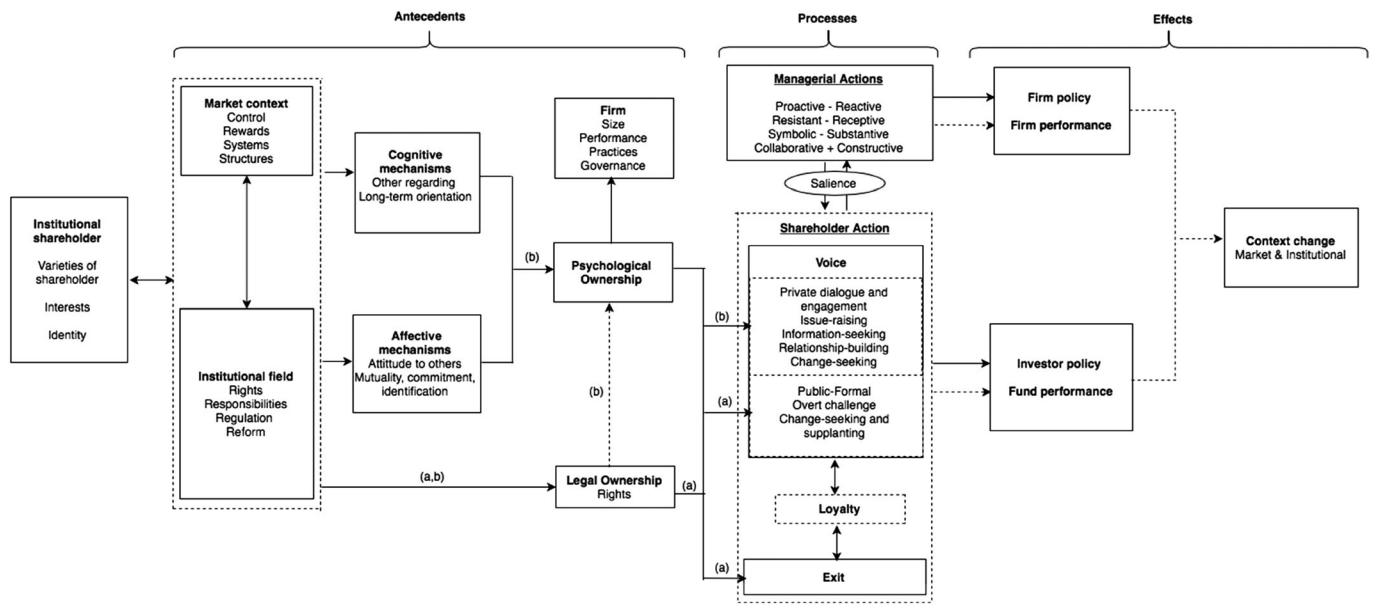 Antecedents
Processes
Effects
Institutional
shareholder
Varieties of
shareholder
Interests
Identity
Market context
Control
Rewards
Systems
Structures
Institutional field
Rights
Responsibilities
Regulation
Reform
Cognitive
mechanisms
Other regarding
Long-term orientation
Affective
mechanisms
Attitude to others
Mutuality, commitment,
identification
(a,b)
(b)
Firm
Size
Performance
Practices
Governance
Psychological
Ownership
(b)
Legal Ownership
Rights
(a)
(b)
(a)
(a)
Managerial Actions
Proactive - Reactive
Resistant - Receptive
Symbolic - Substantive
Collaborative + Constructive
Salience
Shareholder Action
Voice
Private dialogue and
engagement
Issue-raising
Information-seeking
Relationship-building
Change-seeking
Public-Formal
Overt challenge
Change-seeking and
supplanting
Loyalty
Exit
Firm policy
Firm performance
Investor policy
Fund performance
Context change
Market & Institutional